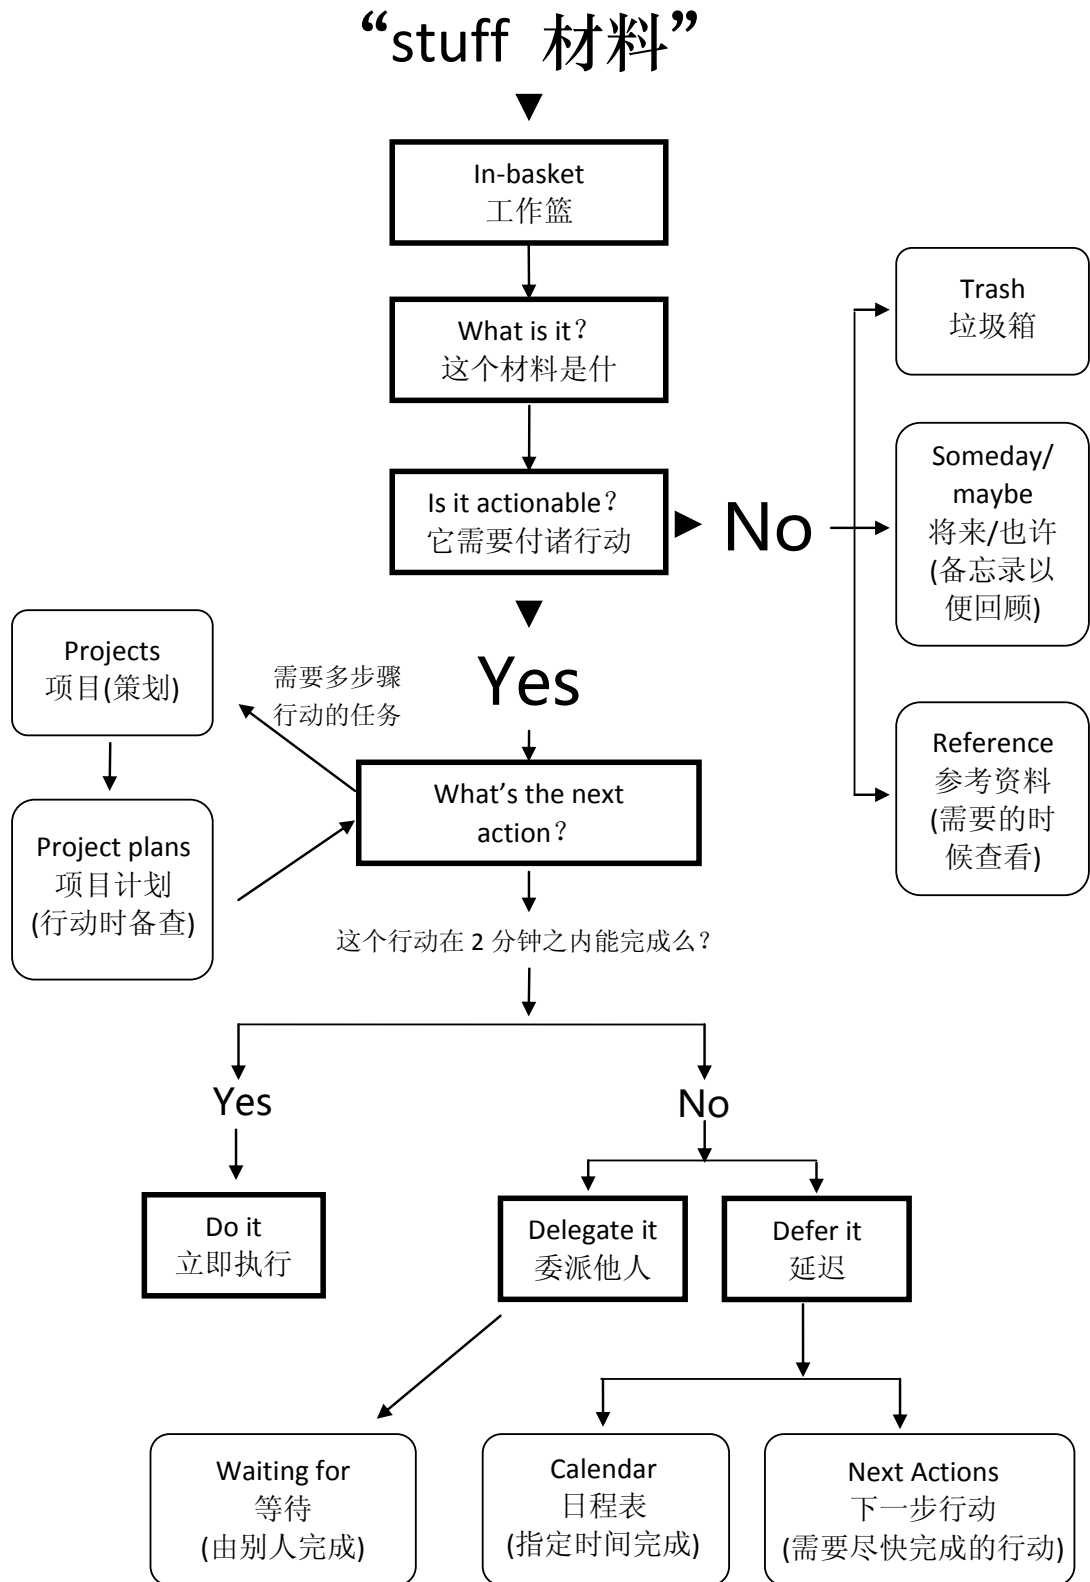 “stuff 材料”
In-basket
工作篮
What is it？
这个材料是什
Is it actionable？
它需要付诸行动
No
Trash
垃圾箱
Someday/
maybe
将来/也许
(备忘录以
便回顾)
Reference
参考资料
(需要的时
候查看)
Yes
需要多步骤
行动的任务
Projects
项目(策划)
Project plans
项目计划
(行动时备查)
What’s the next
action？
这个行动在 2 分钟之内能完成么？
Yes
No
Do it
立即执行
Delegate it
委派他人
Defer it
延迟
Waiting for
等待
(由别人完成)
Calendar
日程表
(指定时间完成)
Next Actions
下一步行动
(需要尽快完成的行动)